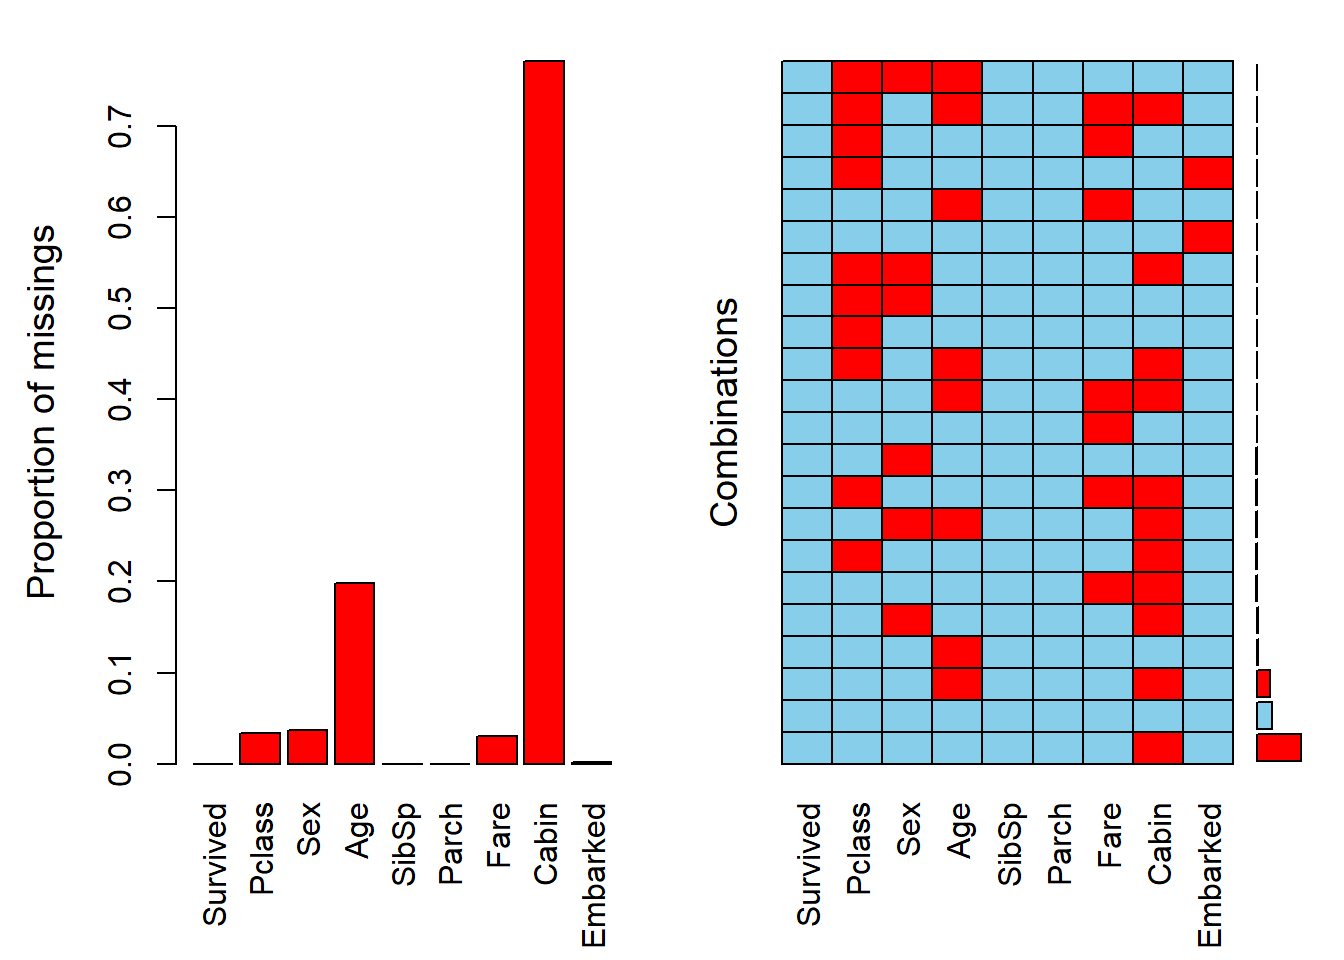 Proportion of missings
0.7
0.6
0.5
0.4
0.3
0.2
0.1
0.0
Survived
Pclass
Sex
Age
SibSp
Parch
Fare
Cabin
Embarked
Combinations
Survived
Pclass
Sex
Age
SibSp
Parch
Fare
Cabin
Embarked